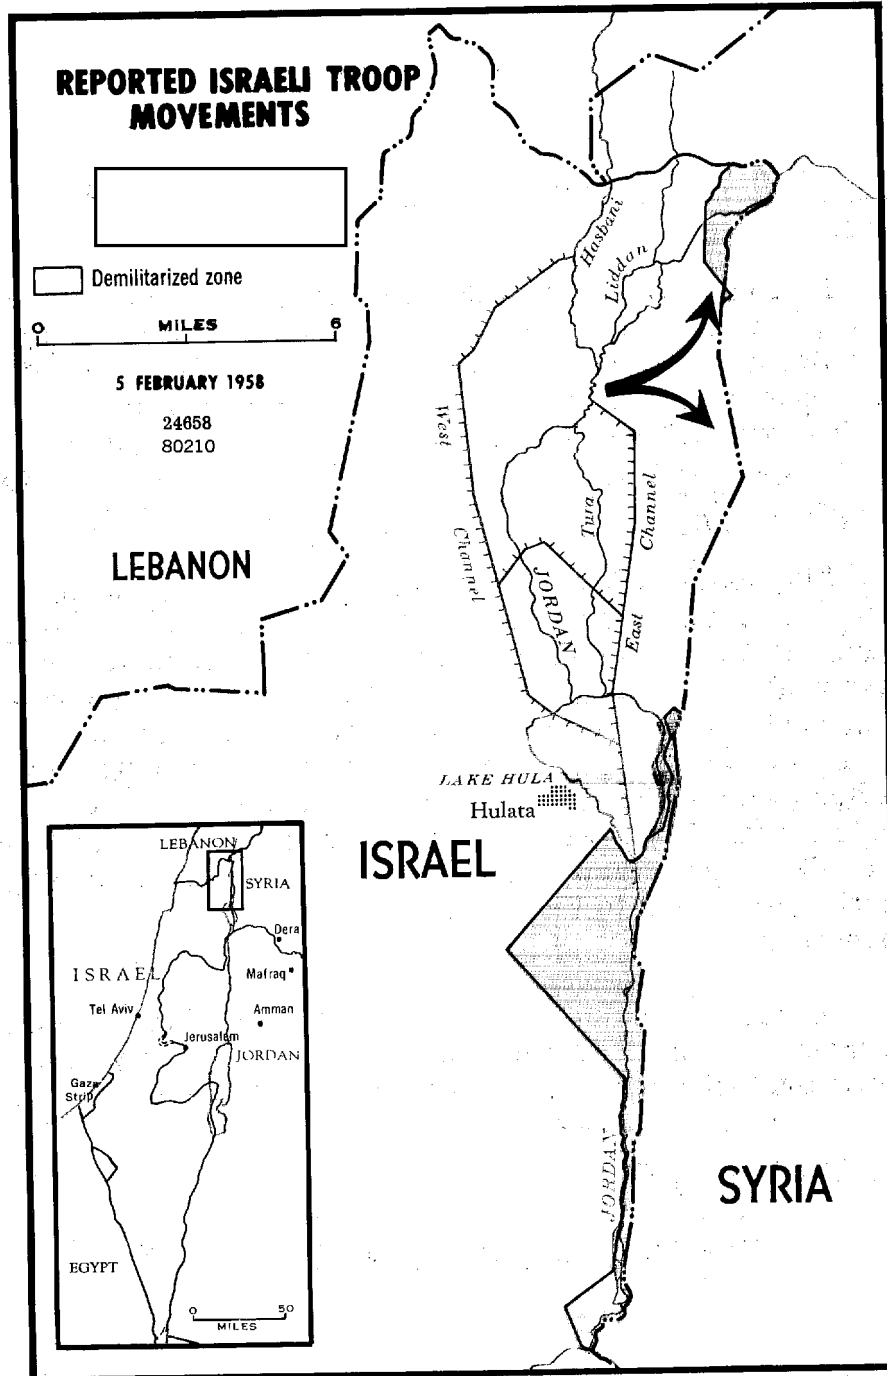 REPORTED ISRAELI TROOP
MOVEMENTS
Demilitarized zone
0 MILES 6
5 FEBRUARY 1958
24658
80210
LEBANON
Hasbani
Liddan
West
Channel
Tura
Channel
East
JORDAN
LAKE HULA
Hulata
ISRAEL
SYRIA
JORDAN
LEBANON
SYRIA
Dera
ISRAEL
Mafraq
Tel Aviv
Amman
Jerusalem
JORDAN
Gaza
Strip
EGYPT
0 50
MILES